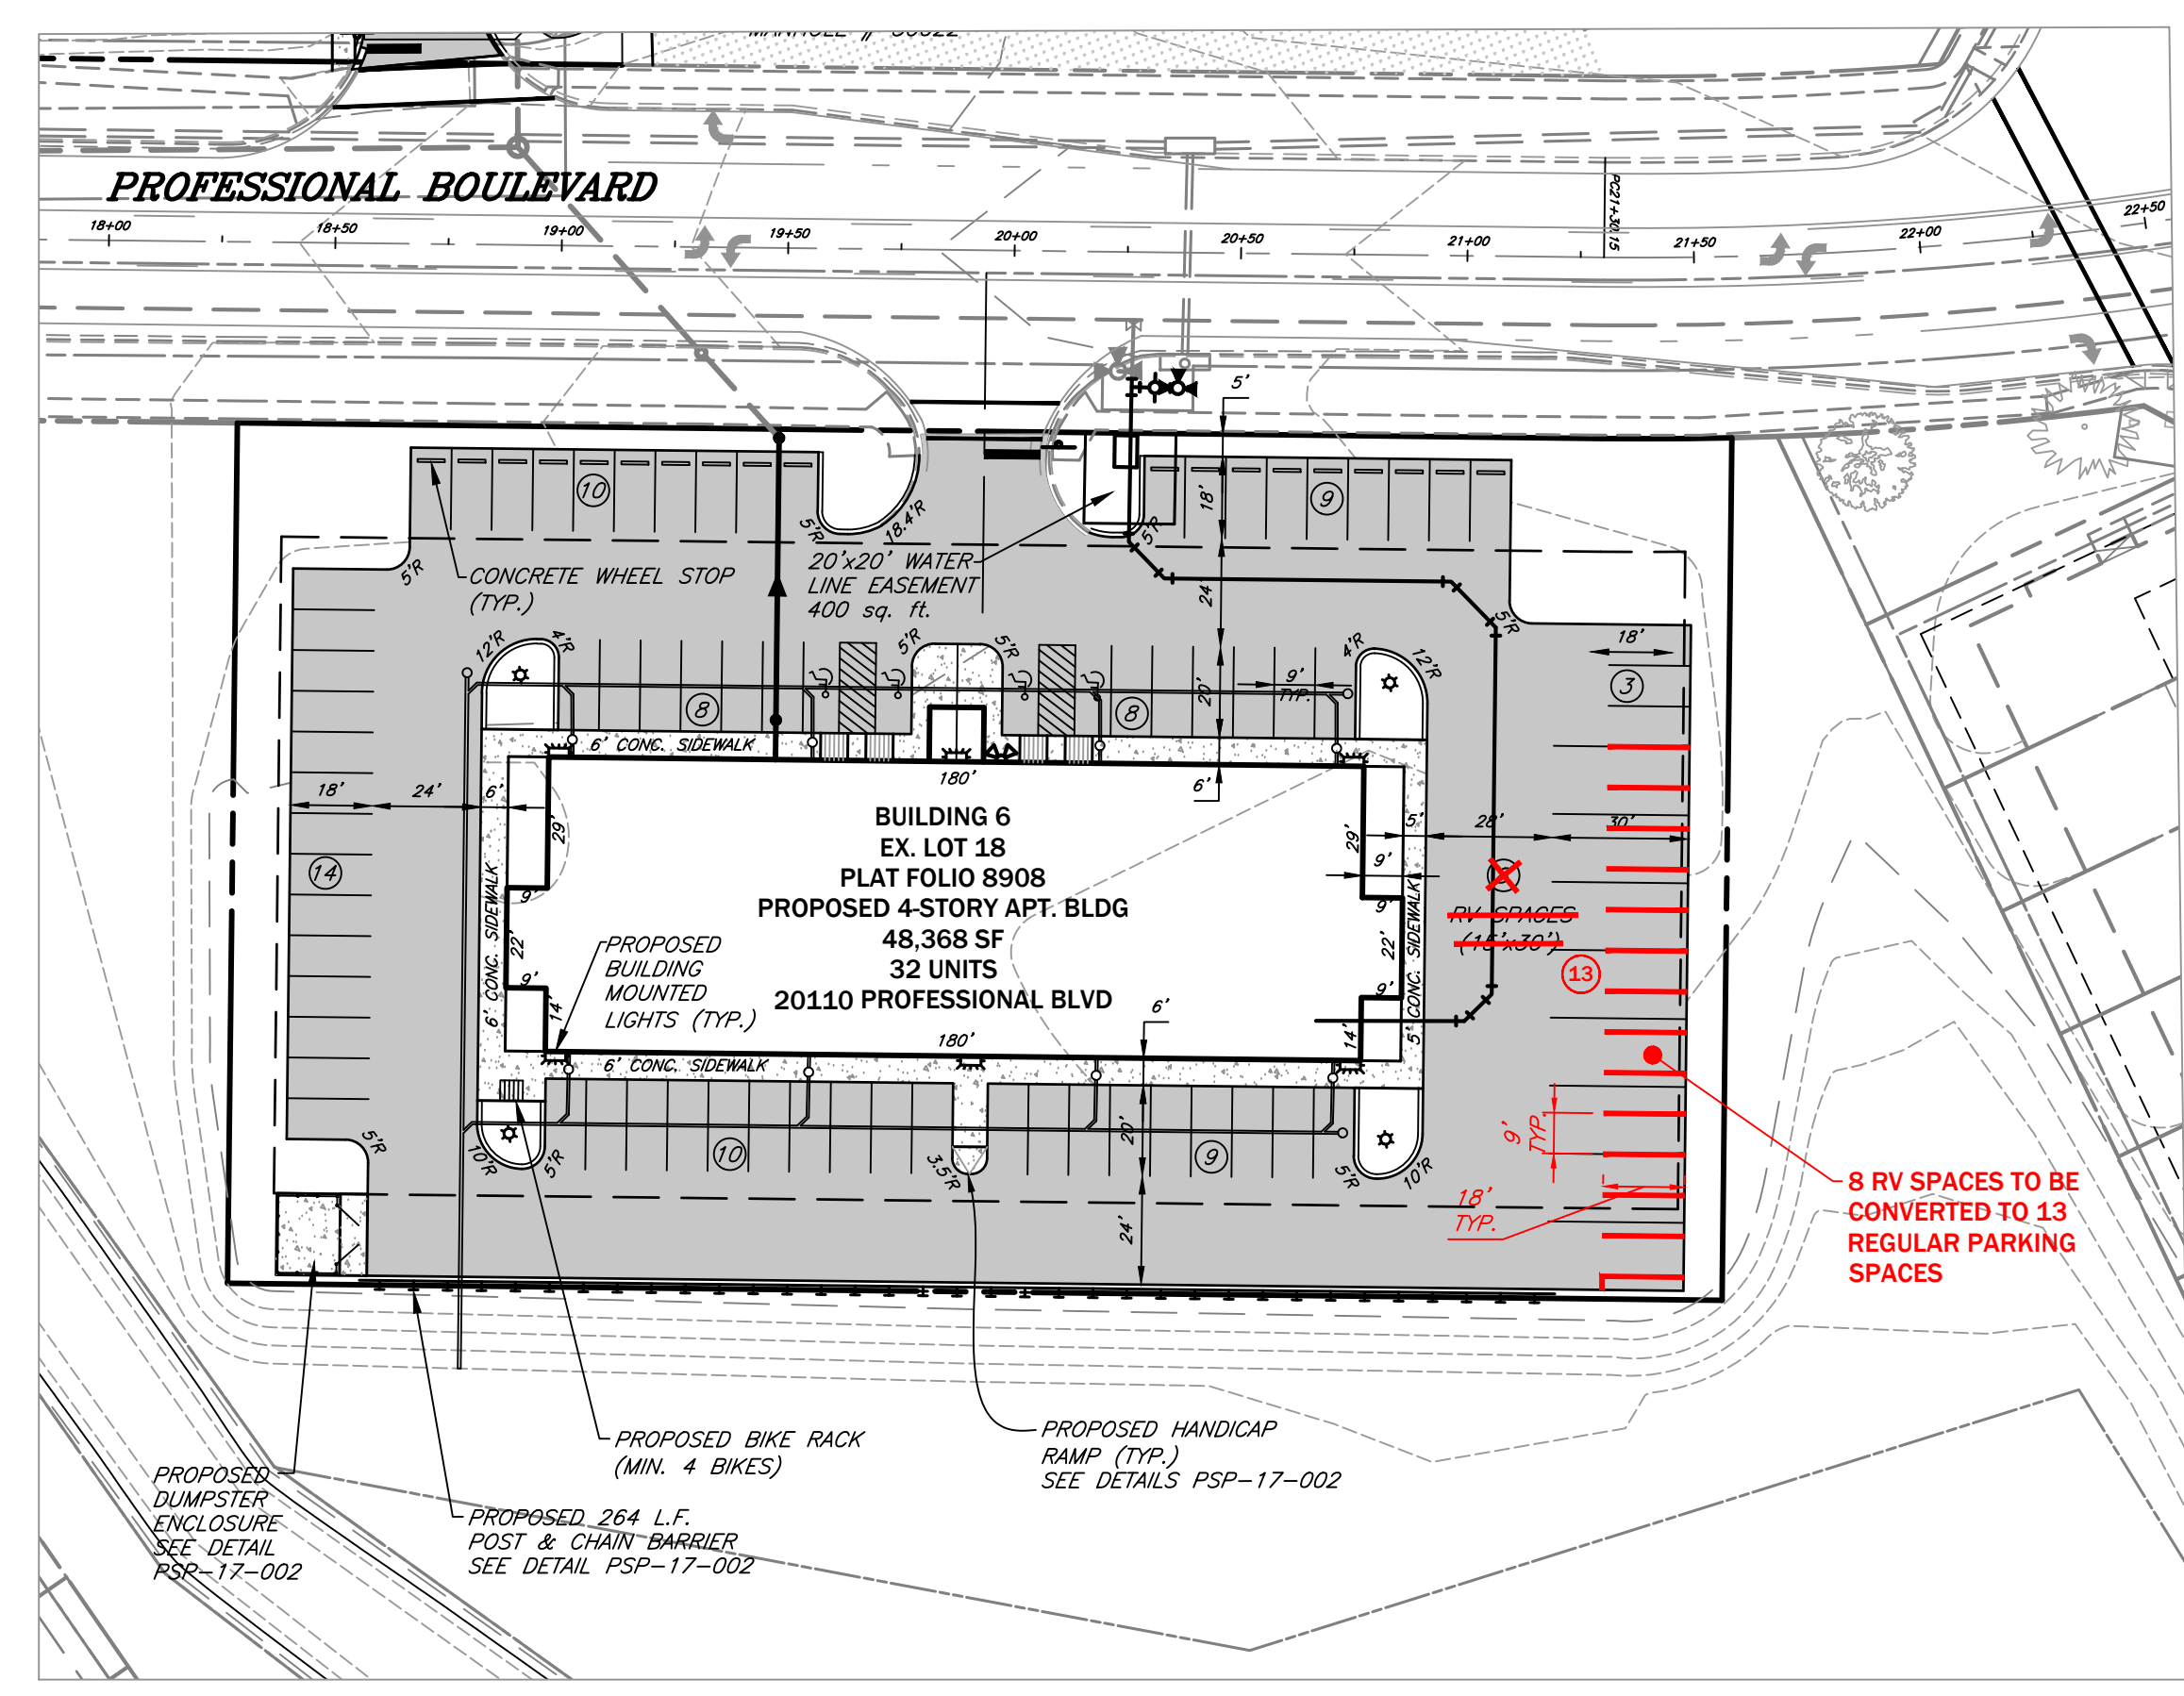 PROFESSIONAL BOULEVARD
18+00
18+50
19+00
19+50
20+00
20+50
21+00
21+50
22+00
22+50
PC21+30.15
5'
10
9
18'
5'R
18.4'R
5'R
5'R
CONCRETE WHEEL STOP
(TYP.)
20'x20' WATER
LINE EASEMENT
400 sq. ft.
24'
5'R
18'
3
12'R
4'R
5'R
5'R
4'R
12'R
8
8
20'
9'
TYP.
6' CONC. SIDEWALK
180'
6'
18'
24'
6'
29'
29'
5'
28'
30'
9'
14
9'
9'
BUILDING 6
EX. LOT 18
PLAT FOLIO 8908
PROPOSED 4-STORY APT. BLDG
48,368 SF
32 UNITS
20110 PROFESSIONAL BLVD
RV SPACES
(15'x30')
13
6' CONC. SIDEWALK
22'
9'
14'
PROPOSED
BUILDING
MOUNTED
LIGHTS (TYP.)
5' CONC. SIDEWALK
22'
9'
14'
180'
6'
6' CONC. SIDEWALK
5'R
10'R
5'R
10
3.5'R
20'
9
5'R
10'R
24'
9'
TYP.
18'
TYP.
8 RV SPACES TO BE
CONVERTED TO 13
REGULAR PARKING
SPACES
PROPOSED BIKE RACK
(MIN. 4 BIKES)
PROPOSED HANDICAP
RAMP (TYP.)
SEE DETAILS PSP-17-002
PROPOSED
DUMPSTER
ENCLOSURE
SEE DETAIL
PSP-17-002
PROPOSED 264 L.F.
POST & CHAIN BARRIER
SEE DETAIL PSP-17-002